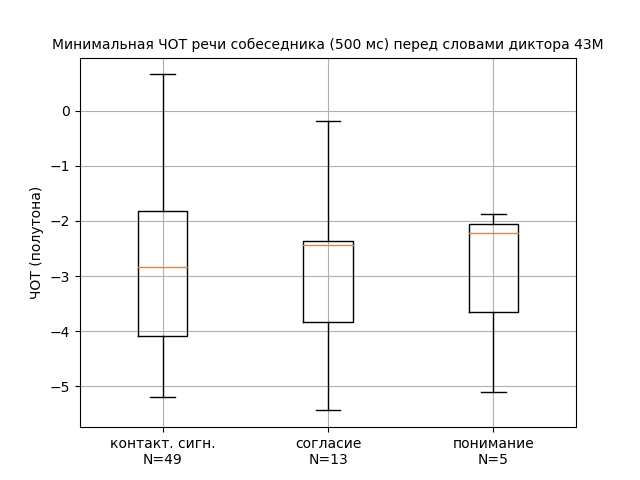 Минимальная ЧОТ речи собеседника (500 мс) перед словами диктора 43М
ЧОТ (полутона)
0
−1
−2
−3
−4
−5
контакт. сигн.
N=49
согласие
N=13
понимание
N=5